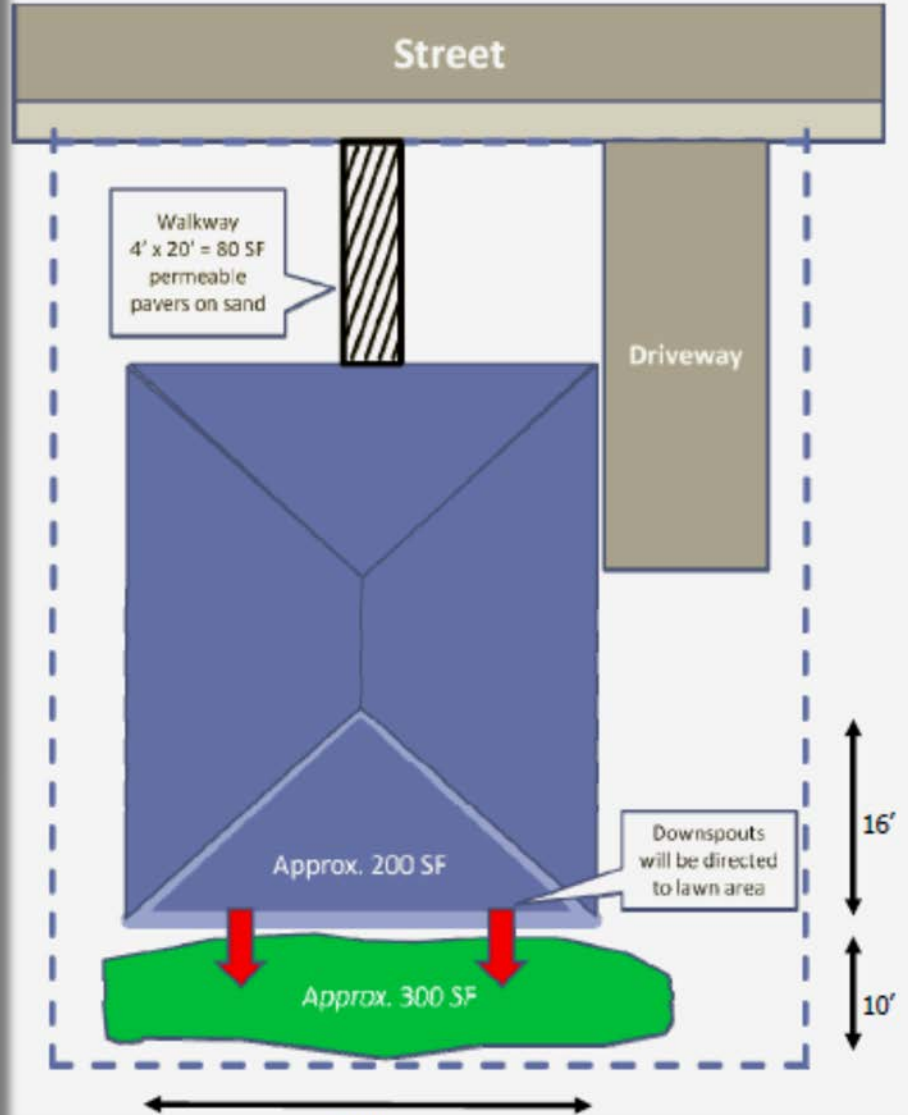 Street
Walkway
4' x 20' = 80 SF
permeable
pavers on sand
Driveway
16'
Downspouts
will be directed
to lawn area
Approx. 200 SF
Approx. 300 SF
10'